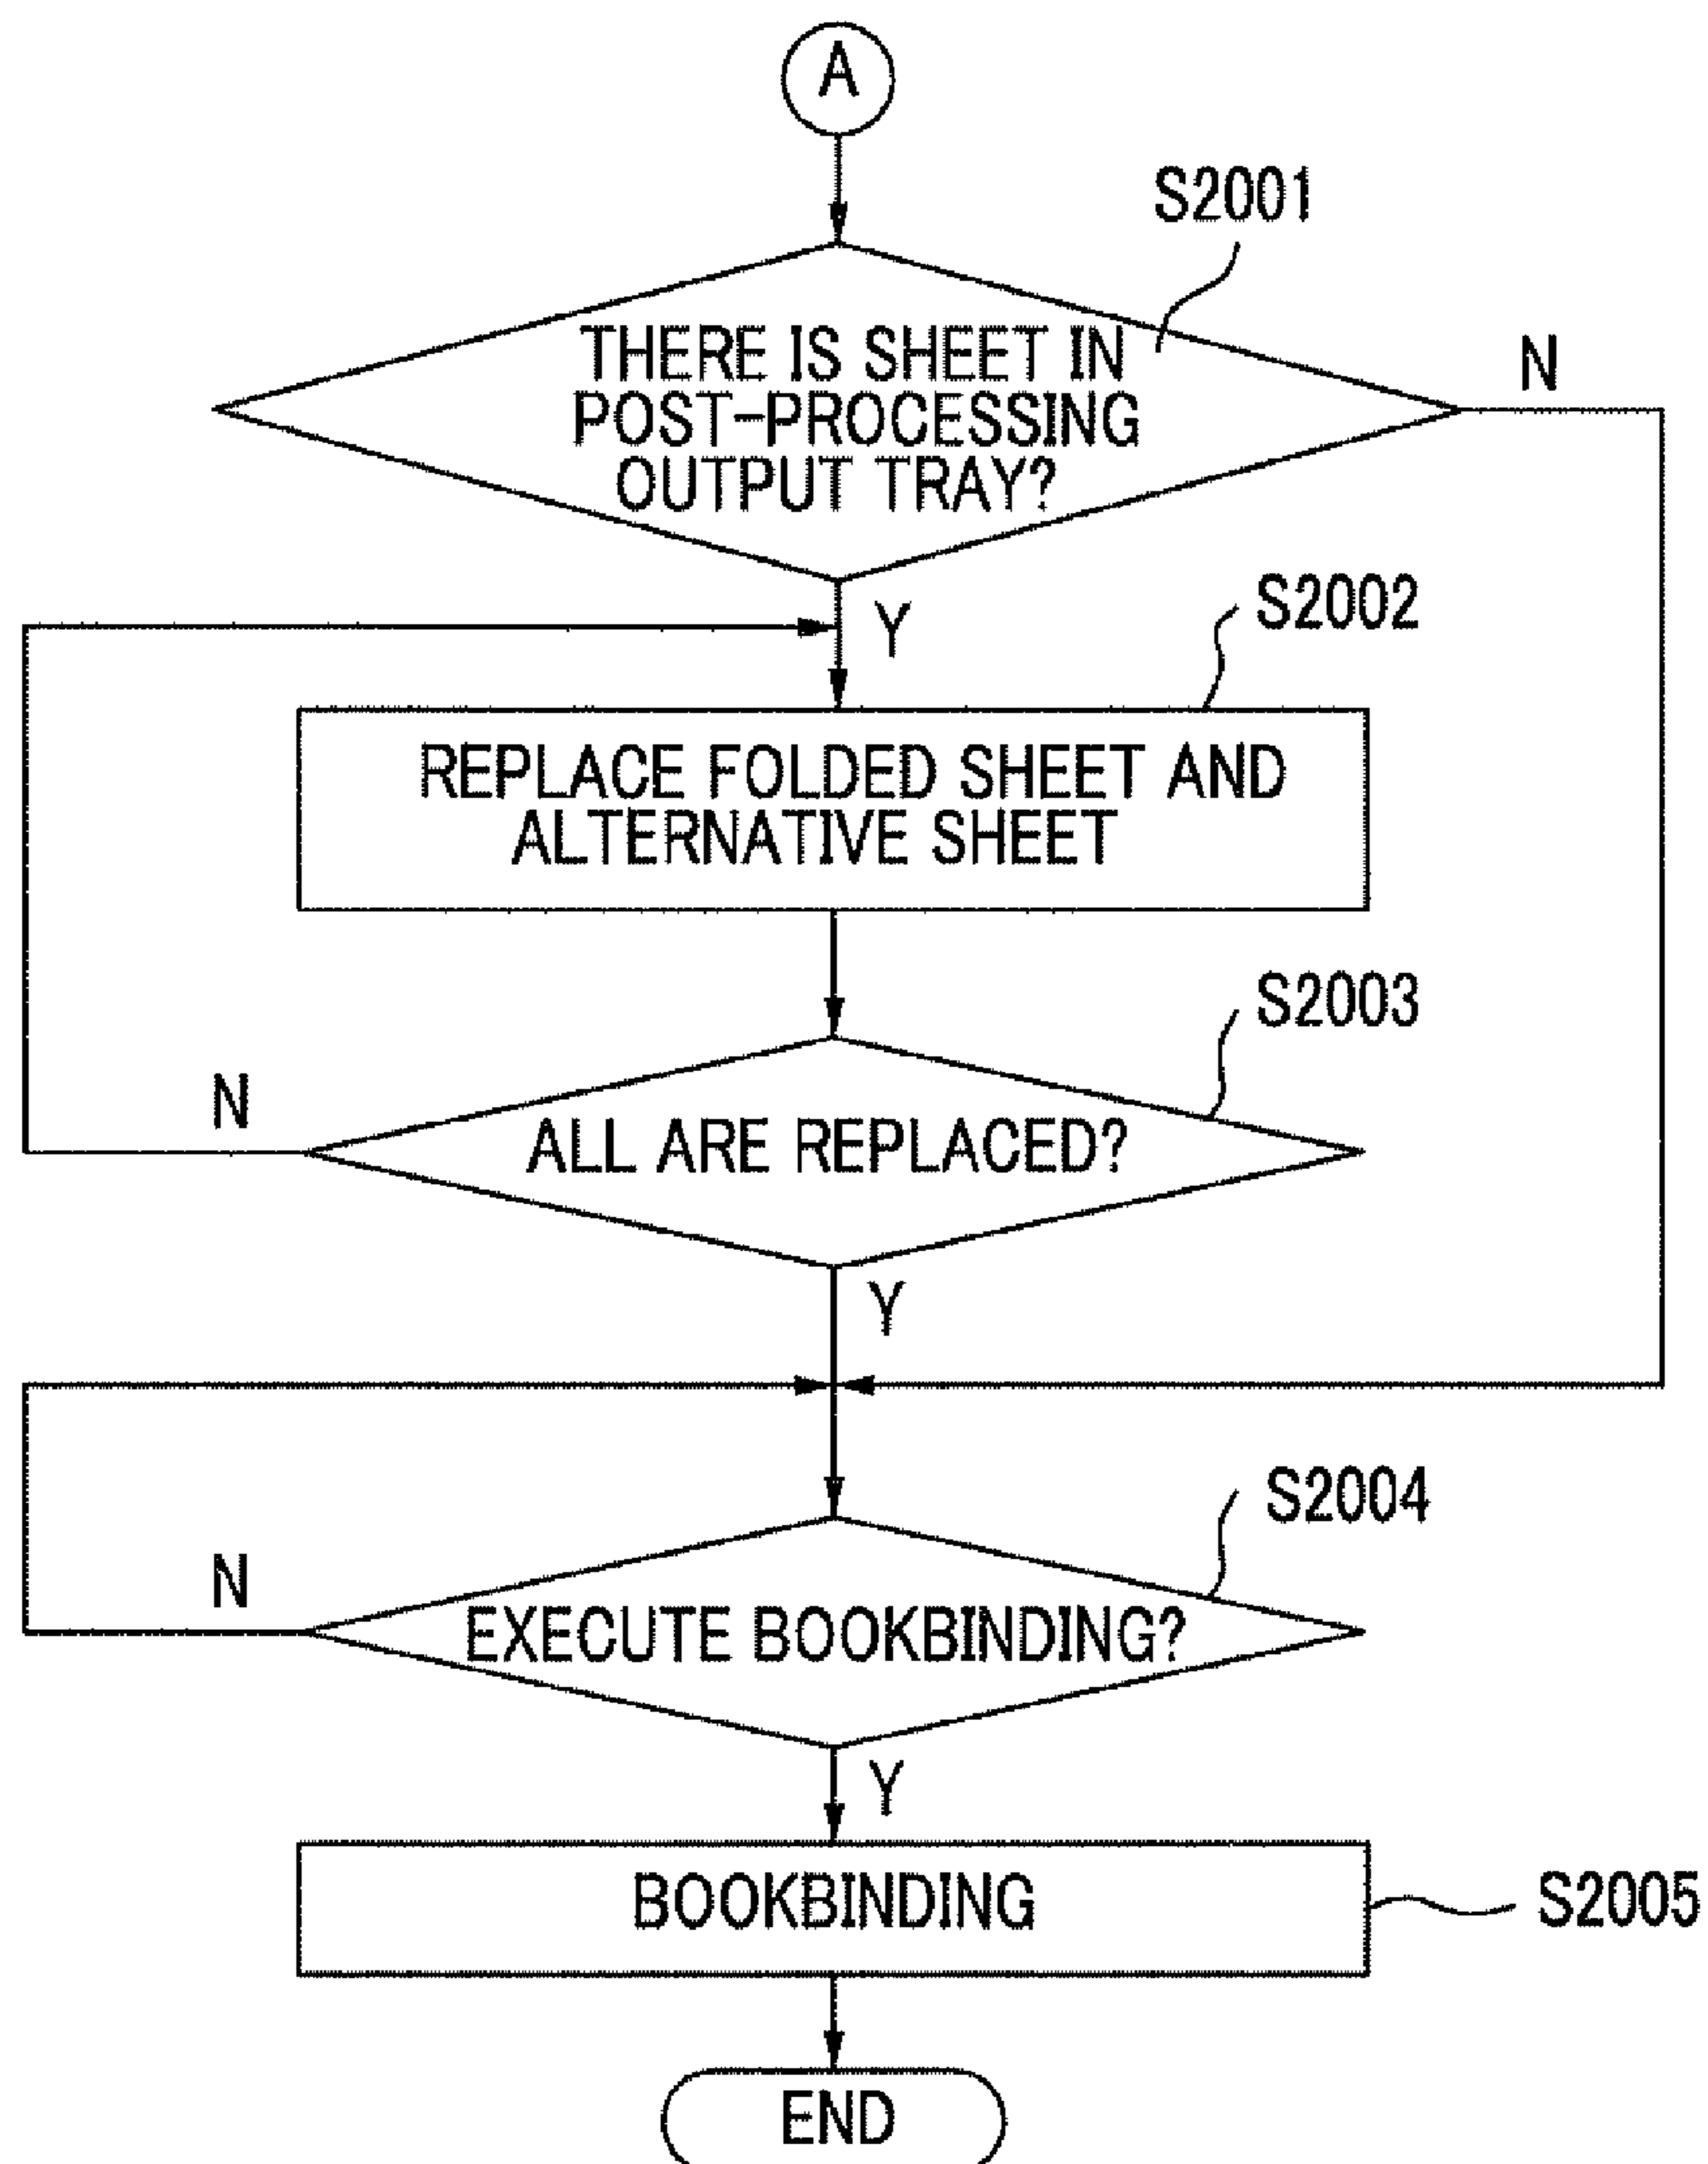 A
S2001
THERE IS SHEET IN
POST-PROCESSING
OUTPUT TRAY?
N
Y
S2002
REPLACE FOLDED SHEET AND
ALTERNATIVE SHEET
S2003
N
ALL ARE REPLACED?
Y
S2004
N
EXECUTE BOOKBINDING?
Y
BOOKBINDING
S2005
END